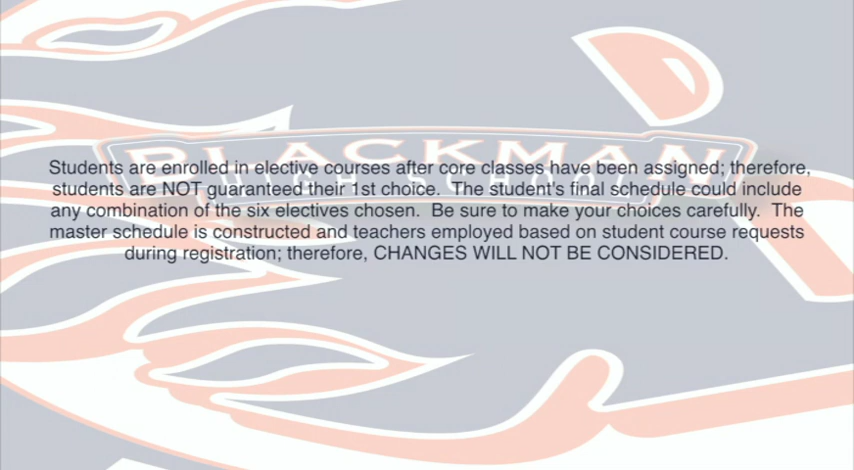 BLACKMAN
HIGH SCHOOL
Students are enrolled in elective courses after core classes have been assigned; therefore,
students are NOT guaranteed their 1st choice.  The student's final schedule could include
any combination of the six electives chosen.  Be sure to make your choices carefully.  The
master schedule is constructed and teachers employed based on student course requests
during registration; therefore, CHANGES WILL NOT BE CONSIDERED.